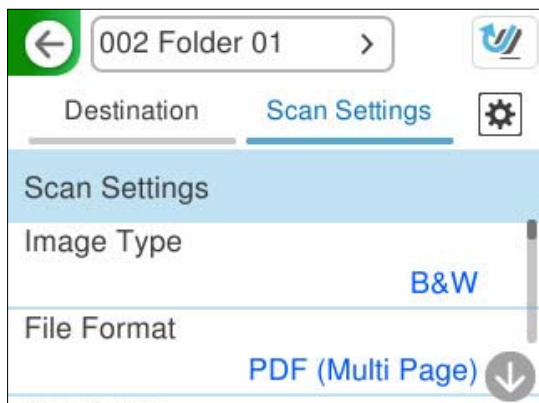 002 Folder 01
Destination Scan Settings
Scan Settings
Image Type
B&W
File Format
PDF (Multi Page)